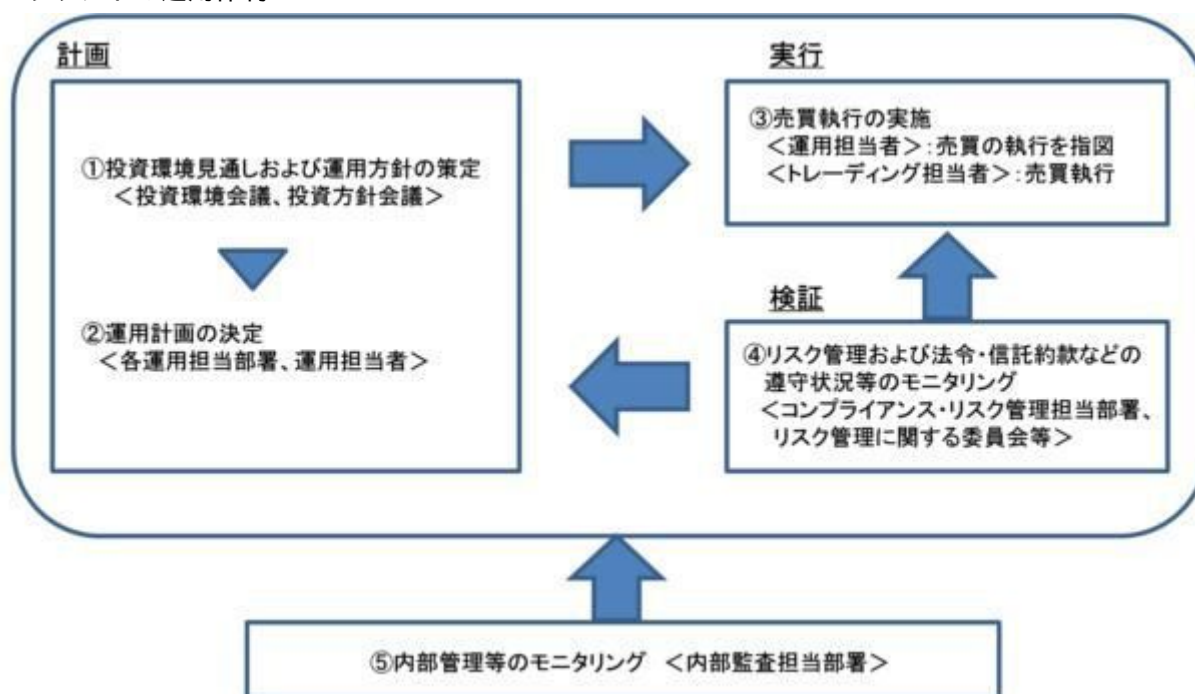 計画
①投資環境見通しおよび運用方針の策定
＜投資環境会議、投資方針会議＞
②運用計画の決定
＜各運用担当部署、運用担当者＞
実行
③売買執行の実施
＜運用担当者＞：売買の執行を指図
＜トレーディング担当者＞：売買執行
検証
④リスク管理および法令・信託約款などの
遵守状況等のモニタリング
＜コンプライアンス・リスク管理担当部署、
リスク管理に関する委員会等＞
⑤内部管理等のモニタリング ＜内部監査担当部署＞